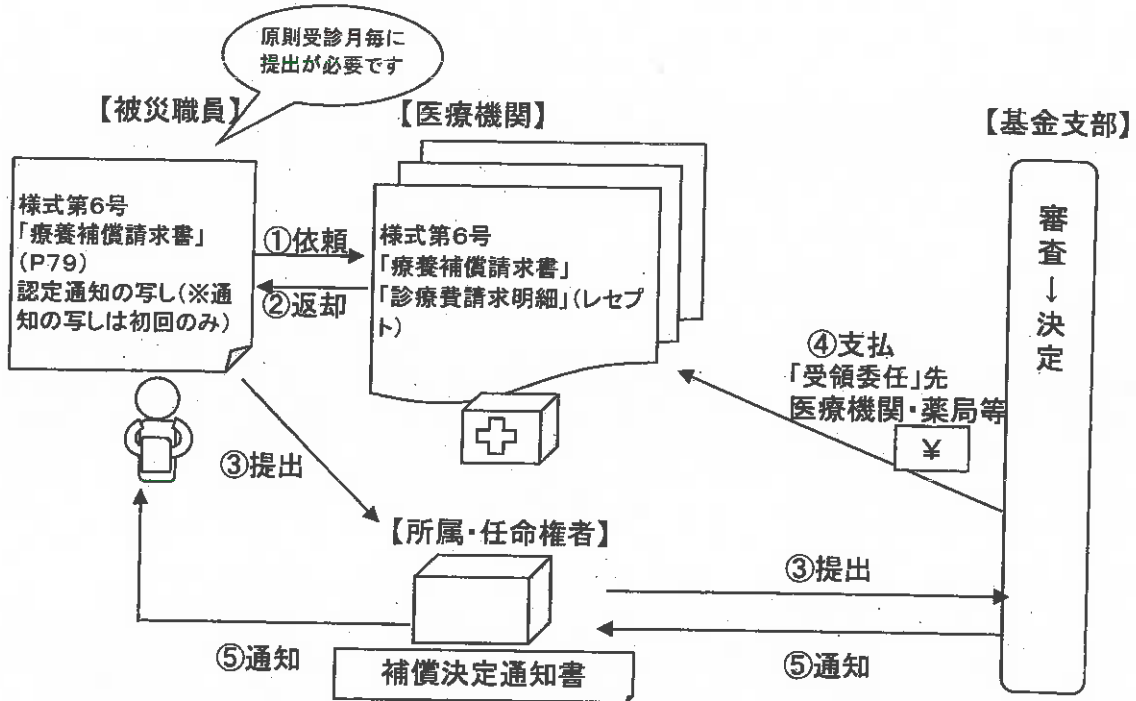 原則受診月毎に
提出が必要です
【被災職員】
【医療機関】
【基金支部】
様式第6号
「療養補償請求書」
(P79)
認定通知の写し(※通
知の写しは初回のみ)
①依頼
②返却
様式第6号
「療養補償請求書」
「診療費請求明細」(レセプ
ト)
審査→決定
④支払
「受領委任」先
医療機関・薬局等
¥
③提出
【所属・任命権者】
③提出
⑤通知
補償決定通知書
⑤通知